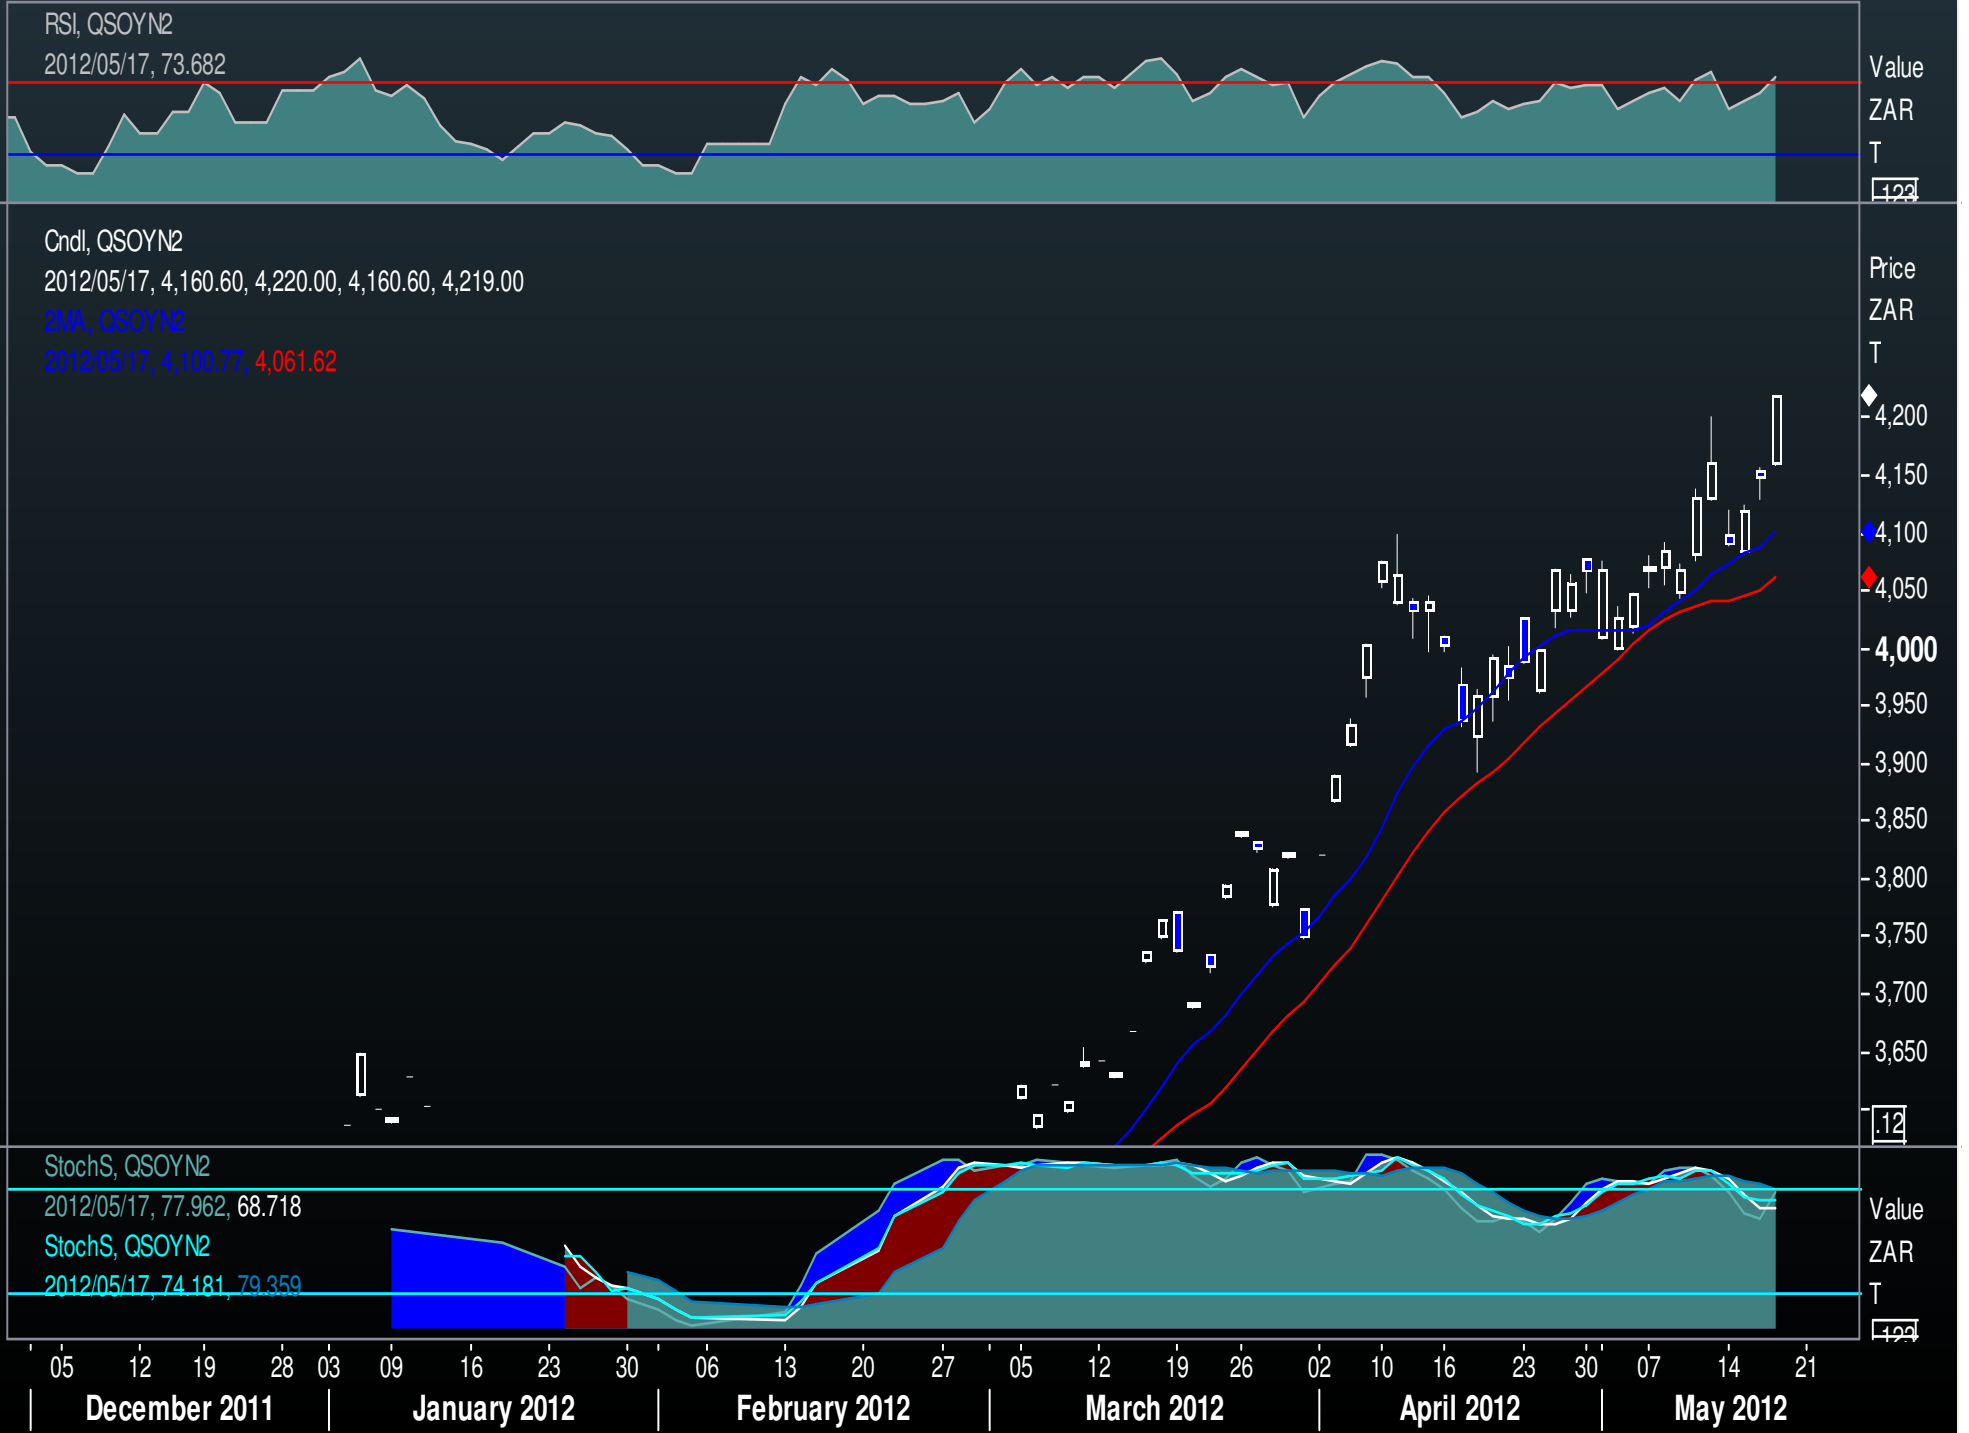 RSI, QSOYN2
2012/05/17, 73.682
Value
ZAR
T
.123
Cndl, QSOYN2
2012/05/17, 4,160.60, 4,220.00, 4,160.60, 4,219.00
2MA, QSOYN2
2012/05/17, 4,100.77, 4,061.62
Price
ZAR
T
4,200
4,150
4,100
4,050
4,000
3,950
3,900
3,850
3,800
3,750
3,700
3,650
.12
StochS, QSOYN2
2012/05/17, 77.962, 68.718
StochS, QSOYN2
2012/05/17, 74.181, 79.359
Value
ZAR
T
.123
05 12 19 28 03 09 16 23 30 06 13 20 27 05 12 19 26 02 10 16 23 30 07 14 21
December 2011 January 2012 February 2012 March 2012 April 2012 May 2012